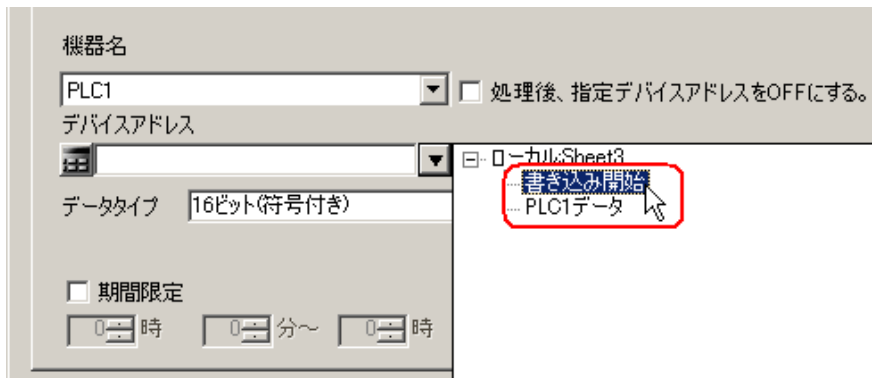 機器名
PLC1
処理後、指定デバイスアドレスをOFFにする。
デバイスアドレス
ローカル:Sheet3
書き込み開始
データタイプ 16ビット(符号付き)
PLC1データ
期間限定
0 時 0 分～ 0 時